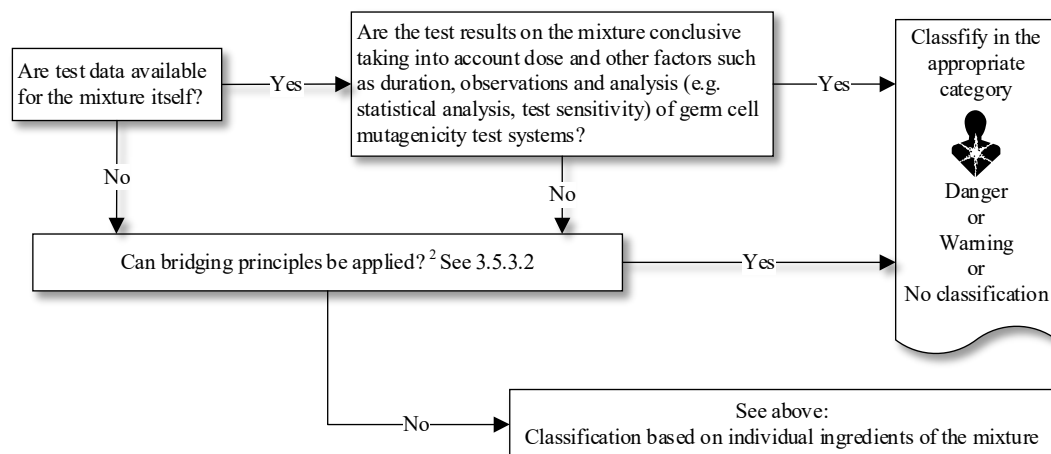 Are test data available
for the mixture itself?
Yes
Are the test results on the mixture conclusive
taking into account dose and other factors such
as duration, observations and analysis (e.g.
statistical analysis, test sensitivity) of germ cell
mutagenicity test systems?
Yes
Classfify in the
appropriate
category
Danger
or
Warning
or
No classification
No
No
Can bridging principles be applied? ² See 3.5.3.2
Yes
No
See above:
Classification based on individual ingredients of the mixture